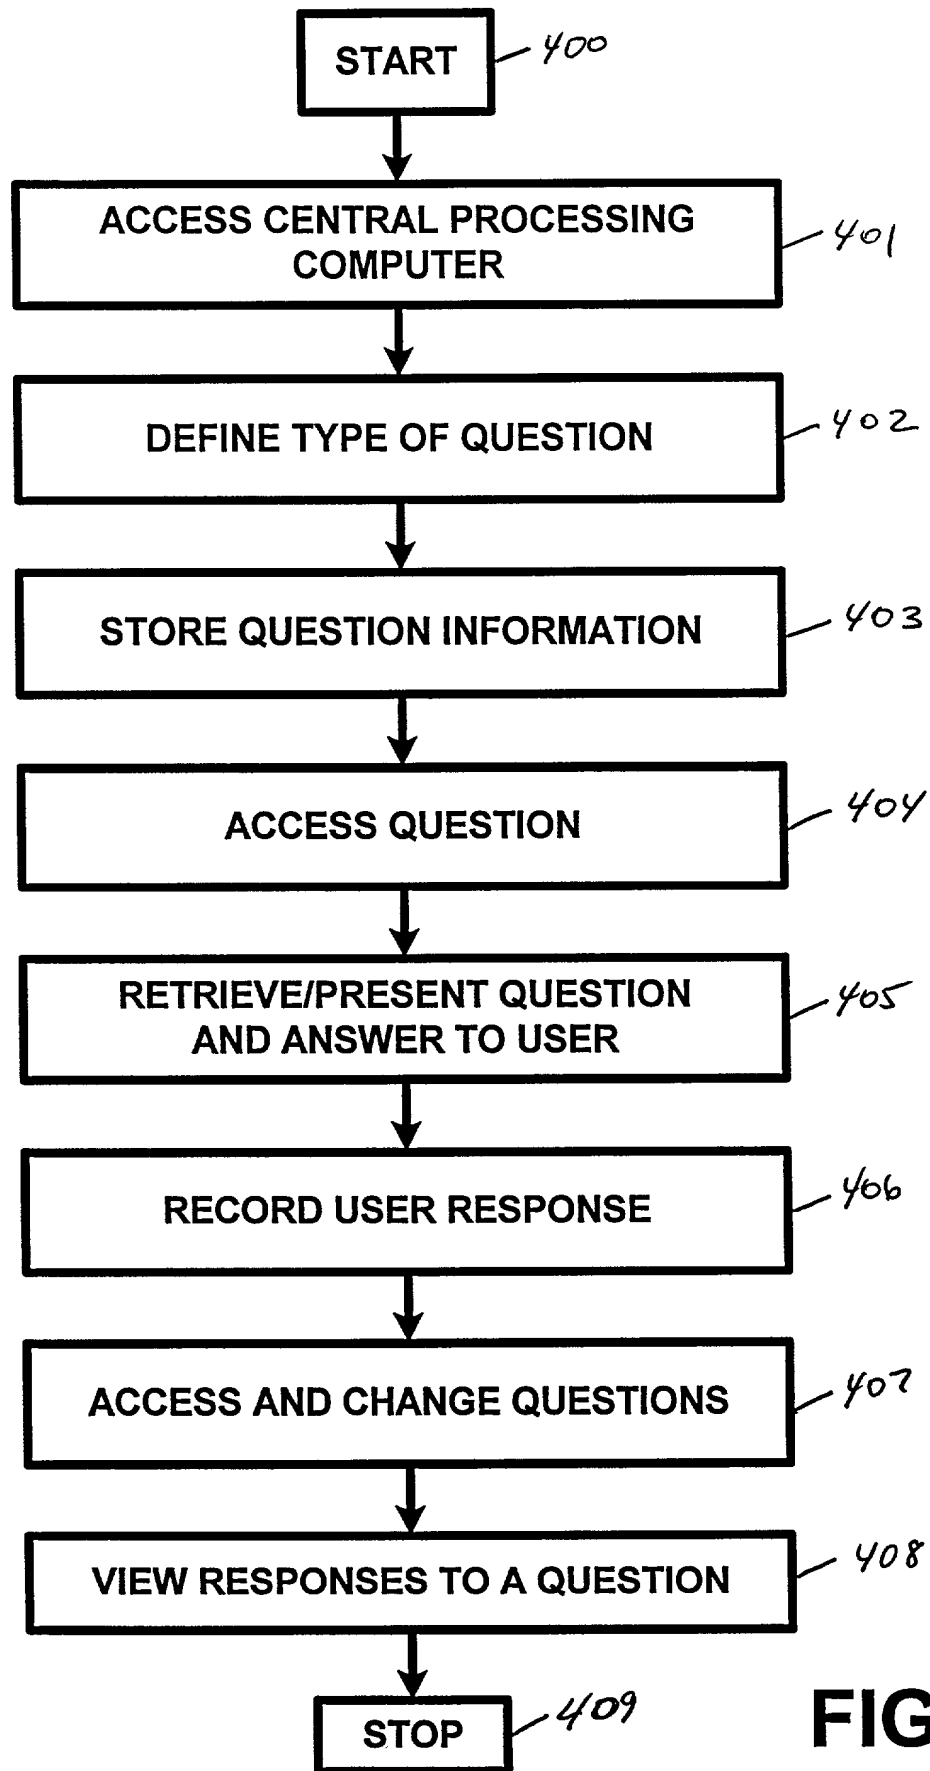 START
400
ACCESS CENTRAL PROCESSING
COMPUTER
401
DEFINE TYPE OF QUESTION
402
STORE QUESTION INFORMATION
403
ACCESS QUESTION
404
RETRIEVE/PRESENT QUESTION
AND ANSWER TO USER
405
RECORD USER RESPONSE
406
ACCESS AND CHANGE QUESTIONS
407
VIEW RESPONSES TO A QUESTION
408
STOP
409
FIG